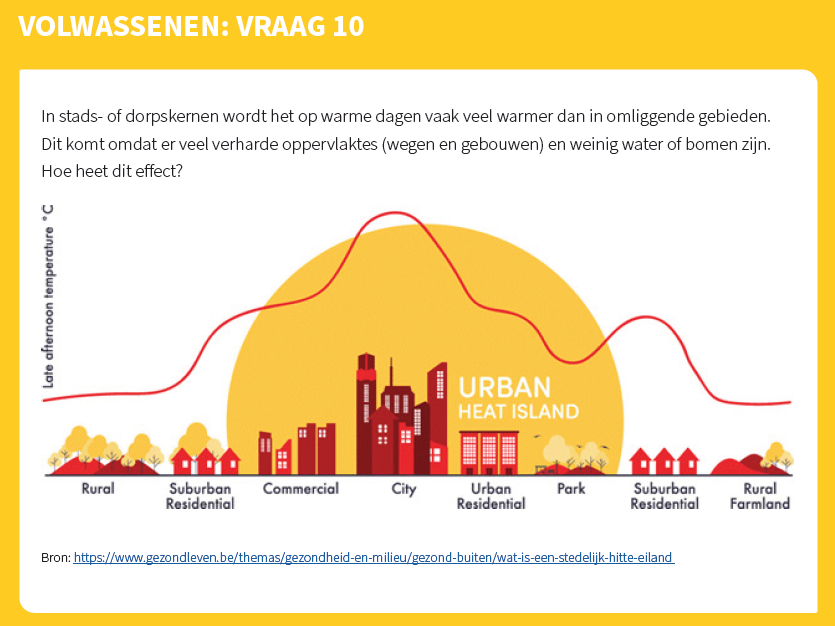 VOLWASSENEN: VRAAG 10
In stads- of dorpskernen wordt het op warme dagen vaak veel warmer dan in omliggende gebieden.
Dit komt omdat er veel verharde oppervlaktes (wegen en gebouwen) en weinig water of bomen zijn.
Hoe heet dit effect?
Late afternoon temperature °C
URBAN
HEAT ISLAND
Rural Suburban Commercial City Urban Park Suburban Rural
Residential Residential Residential Farmland
Bron: https://www.gezondleven.be/themas/gezondheid-en-milieu/gezond-buiten/wat-is-een-stedelijk-hitte-eiland